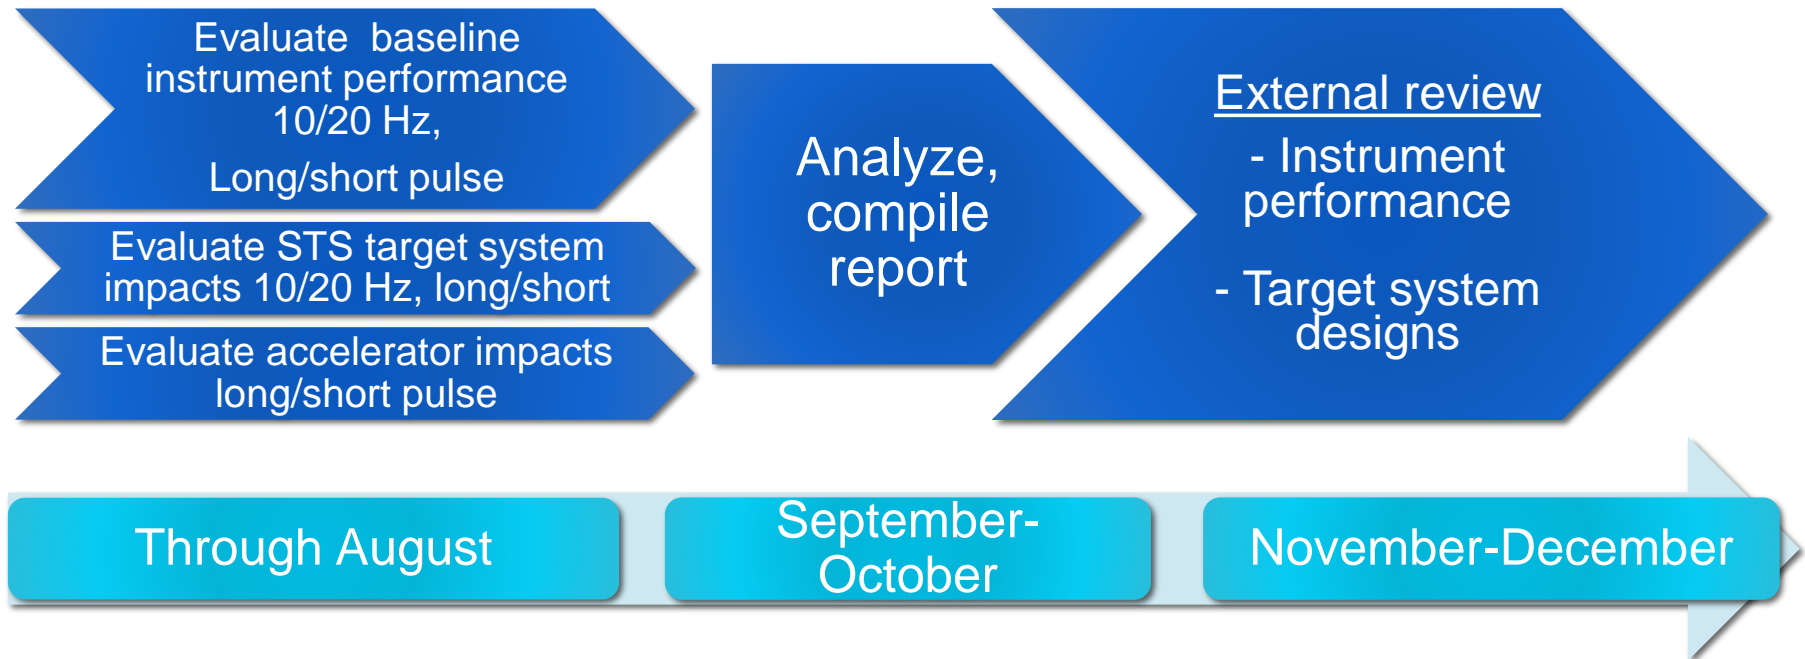 Evaluate  baseline
instrument performance
10/20 Hz,
Long/short pulse
Evaluate STS target system
impacts 10/20 Hz, long/short
Evaluate accelerator impacts
long/short pulse
Analyze,
compile
report
External review
- Instrument
performance
- Target system
designs
Through August
September-
October
November-December